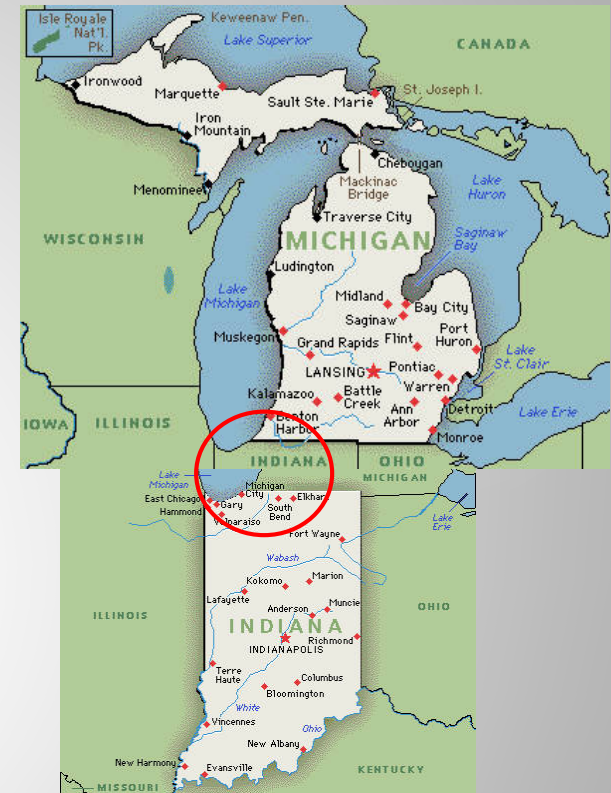 Isle Royale
Nat'l.
Pk.
Keweenaw Pen.
Lake Superior
CANADA
Ironwood
Marquette
Sault Ste. Marie
St. Joseph I.
Iron
Mountain
Cheboygan
Menominee
Mackinac
Bridge
Lake
Huron
Traverse City
WISCONSIN
MICHIGAN
Saginaw
Bay
Ludington
Lake
Michigan
Midland
Bay City
Saginaw
Muskegon
Flint
Port
Huron
Grand Rapids
LANSING
Pontiac
Lake
St. Clair
Warren
Kalamazoo
Battle
Creek
Ann
Arbor
Detroit
Lake Erie
IOWA
ILLINOIS
Benton
Harbor
Monroe
INDIANA
OHIO
Lake
Michigan
Michigan
City
MICHIGAN
East Chicago
Gary
Elkhart
South
Bend
Hammond
Valparaiso
Lake
Erie
Fort Wayne
Wabash
Kokomo
Marion
Lafayette
Anderson
Muncie
ILLINOIS
OHIO
INDIANA
INDIANAPOLIS
Richmond
Terre
Haute
Columbus
Bloomington
White
Vincennes
Ohio
New Albany
New Harmony
Evansville
KENTUCKY
MISSOURI